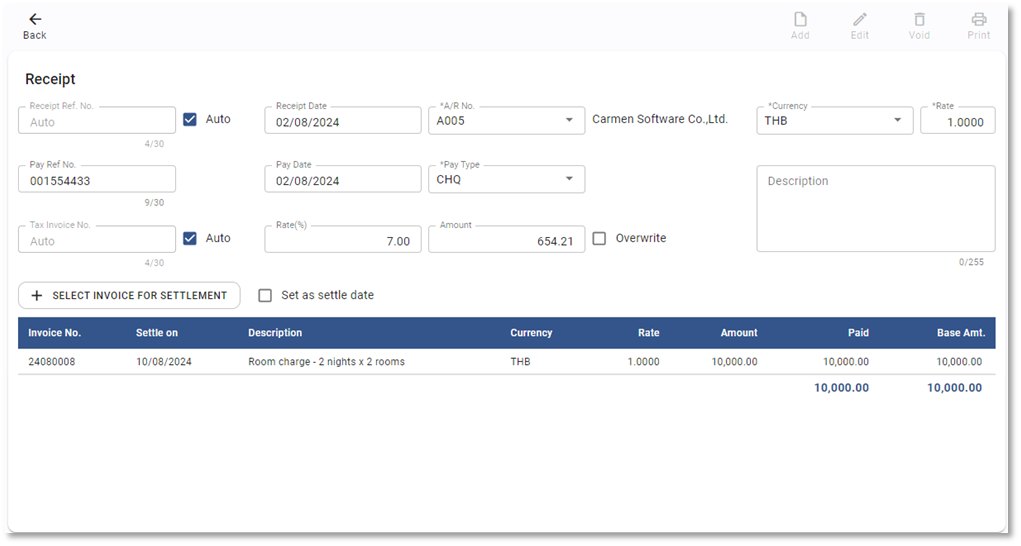 Back
Add Edit Void Print
Receipt
Receipt Ref. No. Receipt Date *A/R No. *Currency *Rate
Auto Auto 02/08/2024 A005 Carmen Software Co.,Ltd. THB 1.0000
4/30
Pay Ref No. Pay Date *Pay Type
001554433 02/08/2024 CHQ Description
9/30
Tax Invoice No. Rate(%) Amount
Auto Auto 7.00 654.21 Overwrite
4/30 0/255
SELECT INVOICE FOR SETTLEMENT Set as settle date
Invoice No. Settle on Description Currency Rate Amount Paid Base Amt.
24080008 10/08/2024 Room charge - 2 nights x 2 rooms THB 1.0000 10,000.00 10,000.00 10,000.00
10,000.00 10,000.00